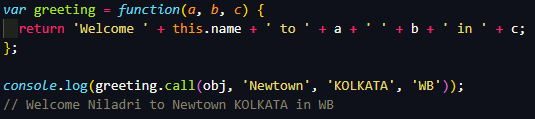 var greeting = function(a, b, c) {
  return 'Welcome ' + this.name + ' to ' + a + ' ' + b + ' in ' + c;
};

console.log(greeting.call(obj, 'Newtown', 'KOLKATA', 'WB'));
// Welcome Niladri to Newtown KOLKATA in WB